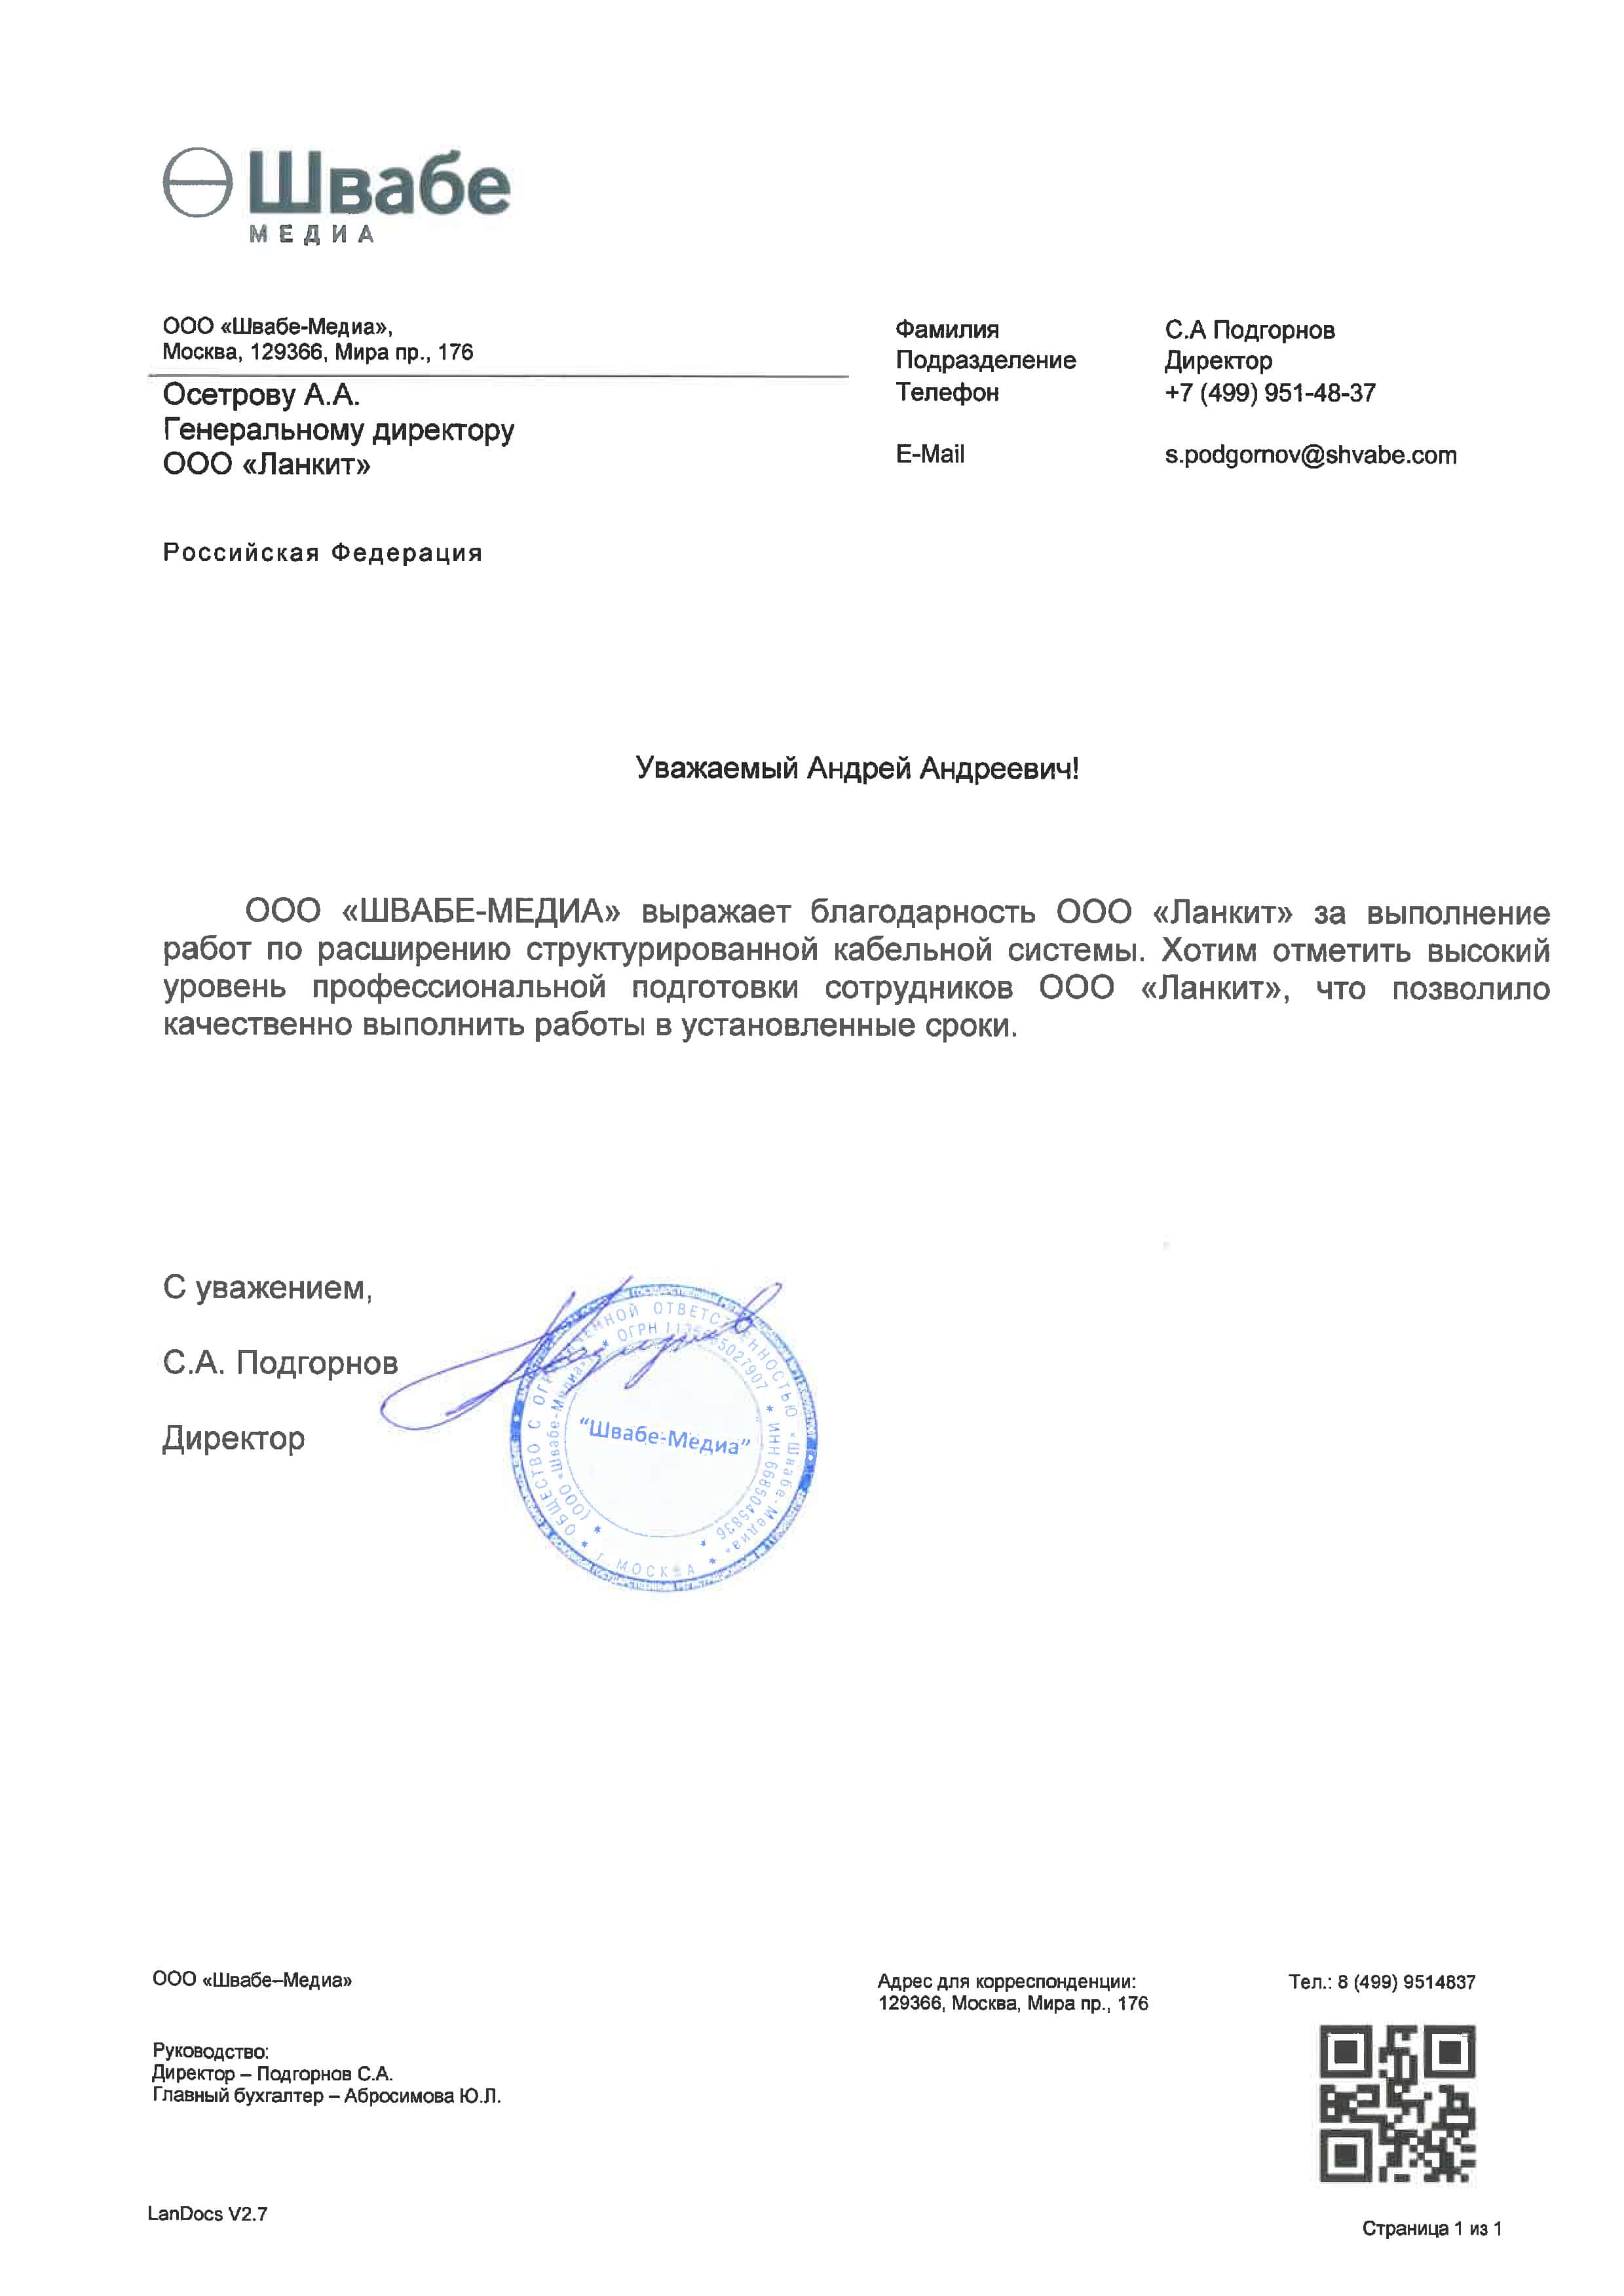 Швабе
МЕДИА
ООО «Швабе-Медиа»,
Москва, 129366, Мира пр., 176
Осетрову А.А.
Генеральному директору
ООО «Ланкит»
Российская Федерация
Фамилия С.А Подгорнов
Подразделение Директор
Телефон +7 (499) 951-48-37
E-Mail s.podgornov@shvabe.com
Уважаемый Андрей Андреевич!
ООО «ШВАБЕ-МЕДИА» выражает благодарность ООО «Ланкит» за выполнение
работ по расширению структурированной кабельной системы. Хотим отметить высокий
уровень профессиональной подготовки сотрудников ООО «Ланкит», что позволило
качественно выполнить работы в установленные сроки.
С уважением,
С.А. Подгорнов
Директор
ОБЩЕСТВО С ОТВЕТСТВЕННОСТЬЮ «Швабе-Медиа» * Г. МОСКВА *
(ООО «Швабе-Медиа») * ОГРН * ИНН 6685045836 *
"Швабе-Медиа"
ООО «Швабе–Медиа»
Руководство:
Директор – Подгорнов С.А.
Главный бухгалтер – Абросимова Ю.Л.
Адрес для корреспонденции:
129366, Москва, Мира пр., 176
Тел.: 8 (499) 9514837
LanDocs V2.7
Страница 1 из 1